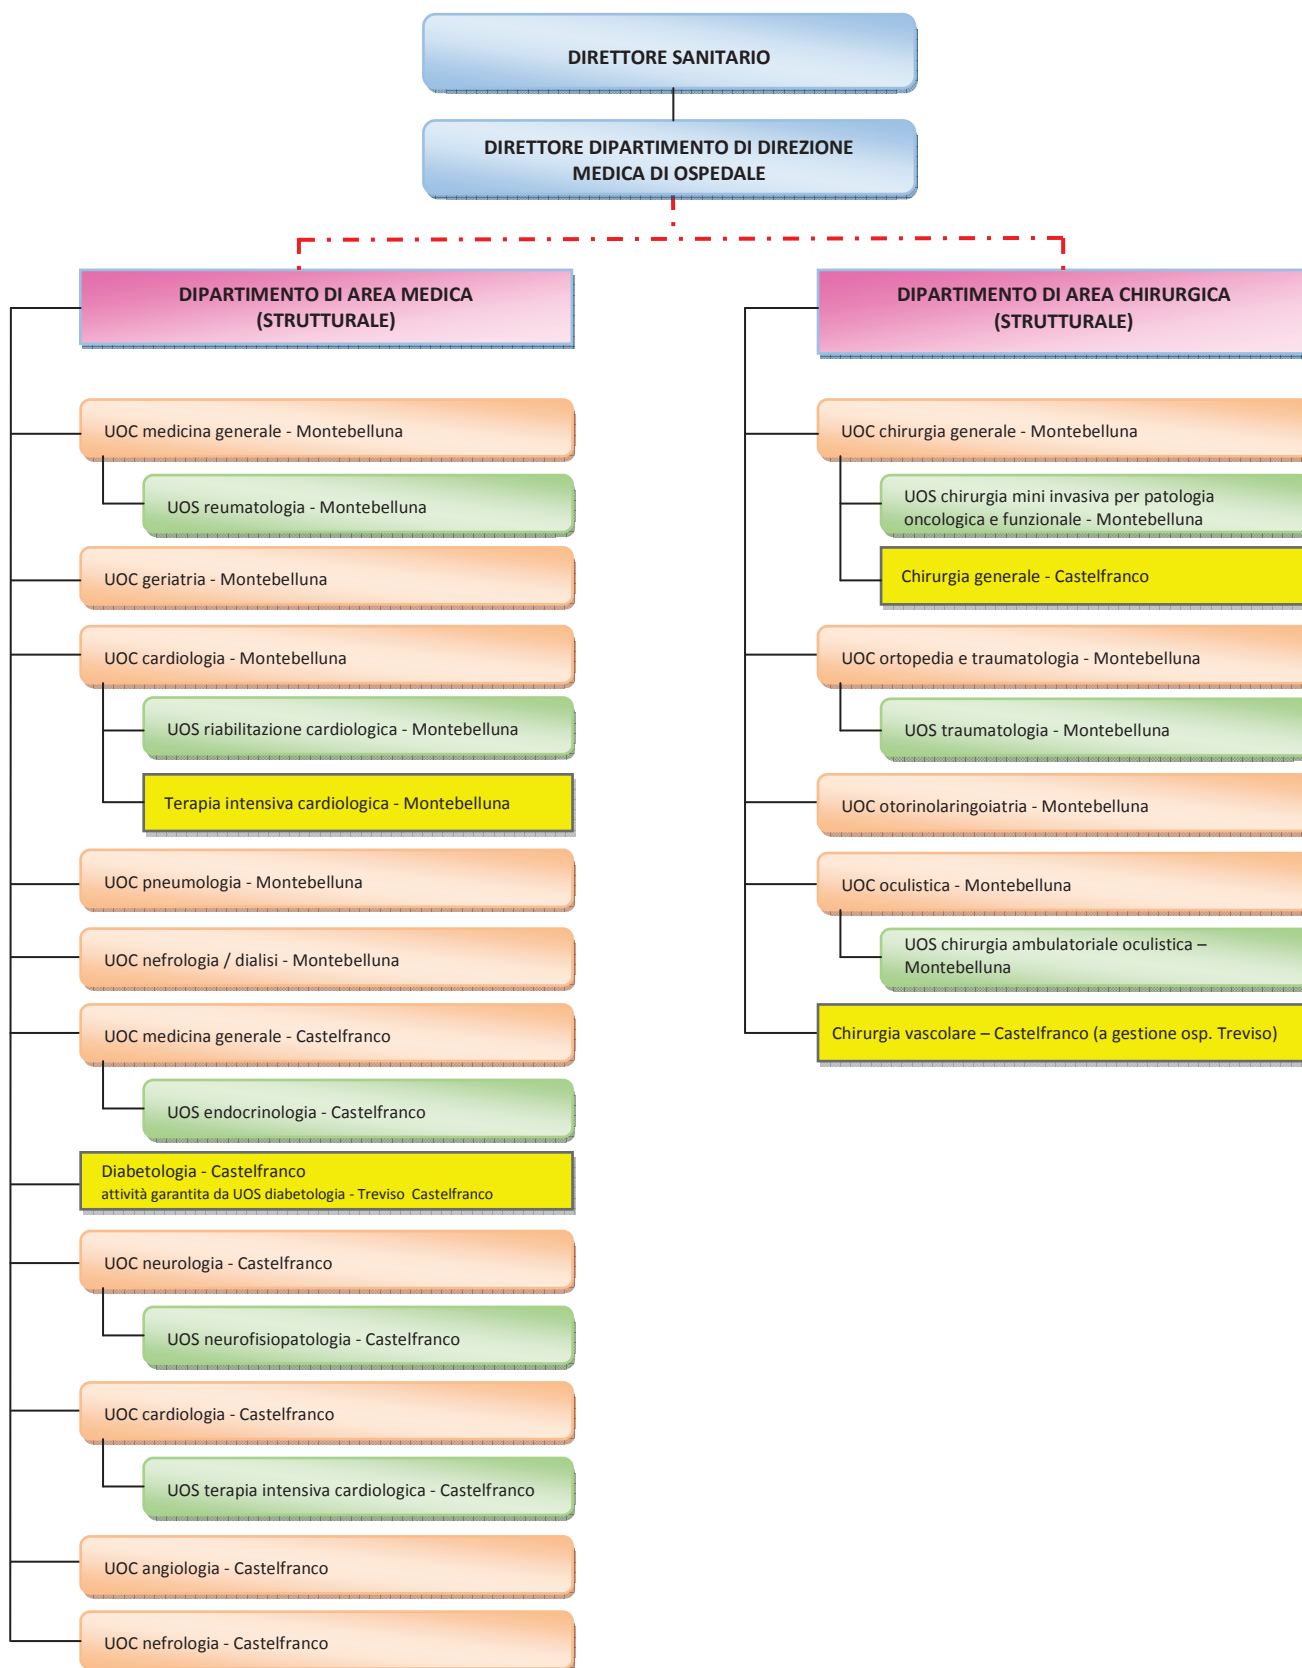 DIRETTORE SANITARIO
DIRETTORE DIPARTIMENTO DI DIREZIONE
MEDICA DI OSPEDALE
DIPARTIMENTO DI AREA MEDICA
(STRUTTURALE)
UOC medicina generale - Montebelluna
UOS reumatologia - Montebelluna
UOC geriatria - Montebelluna
UOC cardiologia - Montebelluna
UOS riabilitazione cardiologica - Montebelluna
Terapia intensiva cardiologica - Montebelluna
UOC pneumologia - Montebelluna
UOC nefrologia / dialisi - Montebelluna
UOC medicina generale - Castelfranco
UOS endocrinologia - Castelfranco
Diabetologia - Castelfranco
attività garantita da UOS diabetologia - Treviso Castelfranco
UOC neurologia - Castelfranco
UOS neurofisiopatologia - Castelfranco
UOC cardiologia - Castelfranco
UOS terapia intensiva cardiologica - Castelfranco
UOC angiologia - Castelfranco
UOC nefrologia - Castelfranco
DIPARTIMENTO DI AREA CHIRURGICA
(STRUTTURALE)
UOC chirurgia generale - Montebelluna
UOS chirurgia mini invasiva per patologia
oncologica e funzionale - Montebelluna
Chirurgia generale - Castelfranco
UOC ortopedia e traumatologia - Montebelluna
UOS traumatologia - Montebelluna
UOC otorinolaringoiatria - Montebelluna
UOC oculistica - Montebelluna
UOS chirurgia ambulatoriale oculistica –
Montebelluna
Chirurgia vascolare – Castelfranco (a gestione osp. Treviso)